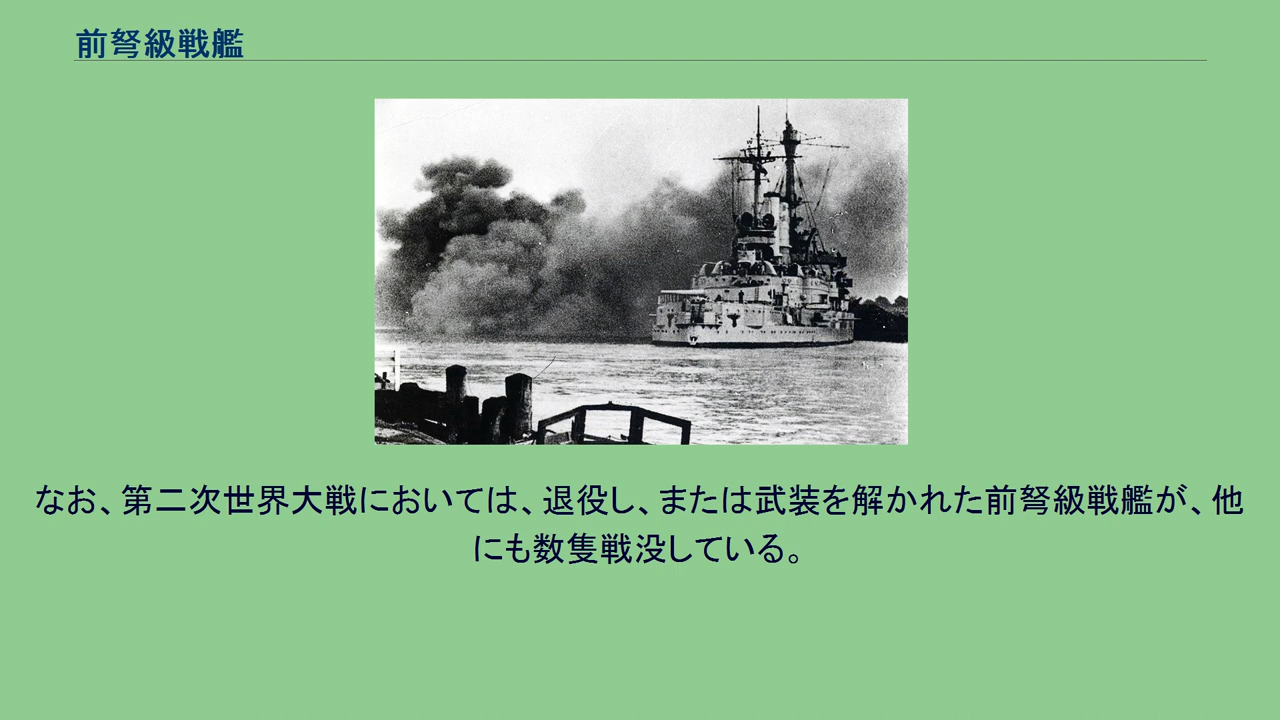 前弩級戦艦
なお、第二次世界大戦においては、退役し、または武装を解かれた前弩級戦艦が、他
にも数隻戦没している。